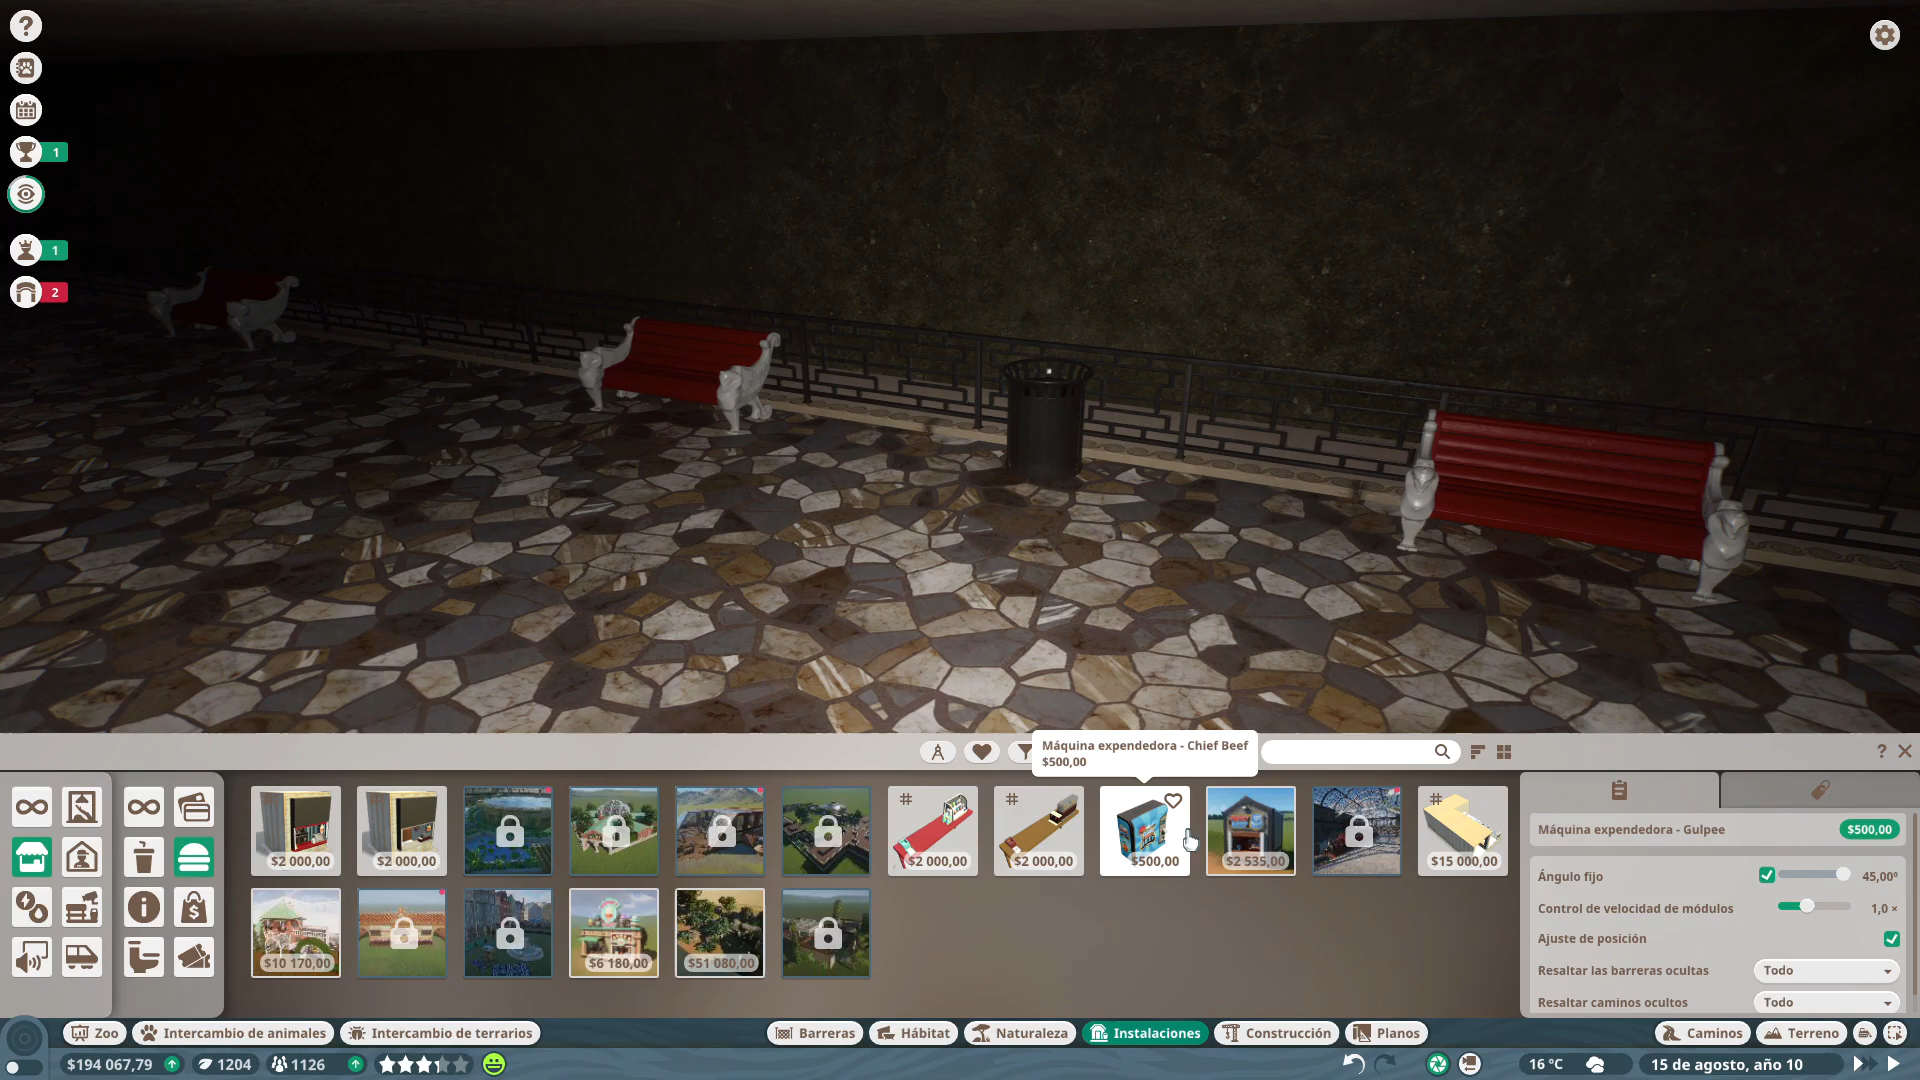 ?
1
1
2
Máquina expendedora - Chief Beef
$500,00
?
$2 000,00
$2 000,00
# $2 000,00
# $2 000,00
$500,00
$2 535,00
# $15 000,00
$10 170,00
$6 180,00
$51 080,00
Máquina expendedora - Gulpee
$500,00
Ángulo fijo
45,00º
Control de velocidad de módulos
1,0 ×
Ajuste de posición
Resaltar las barreras ocultas
Todo
Resaltar caminos ocultos
Todo
Zoo
Intercambio de animales
Intercambio de terrarios
Barreras
Hábitat
Naturaleza
Instalaciones
Construcción
Planos
Caminos
Terreno
$194 067,79
1204
1126
16 °C
15 de agosto, año 10